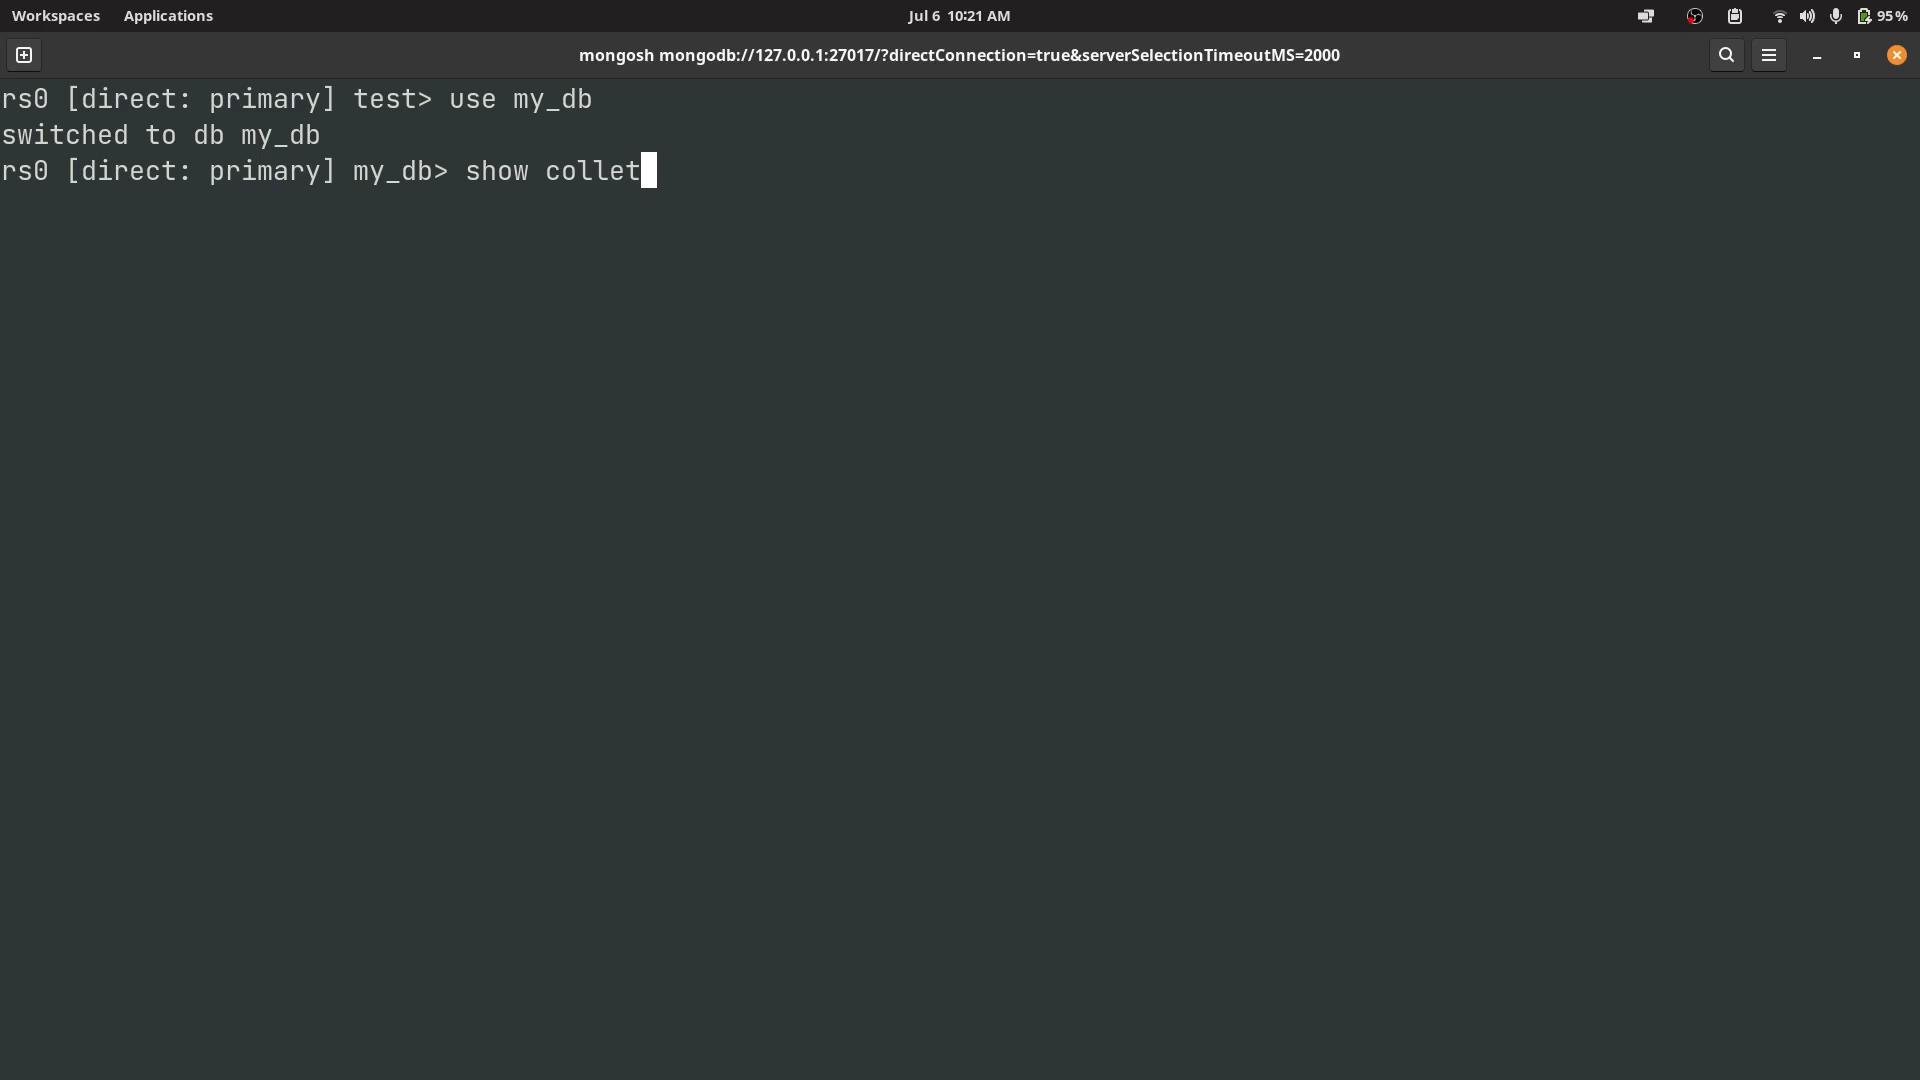 Workspaces Applications Jul 6 10:21 AM 95%
mongosh mongodb://127.0.0.1:27017/?directConnection=true&serverSelectionTimeoutMS=2000
rs0 [direct: primary] test> use my_db
switched to db my_db
rs0 [direct: primary] my_db> show collet